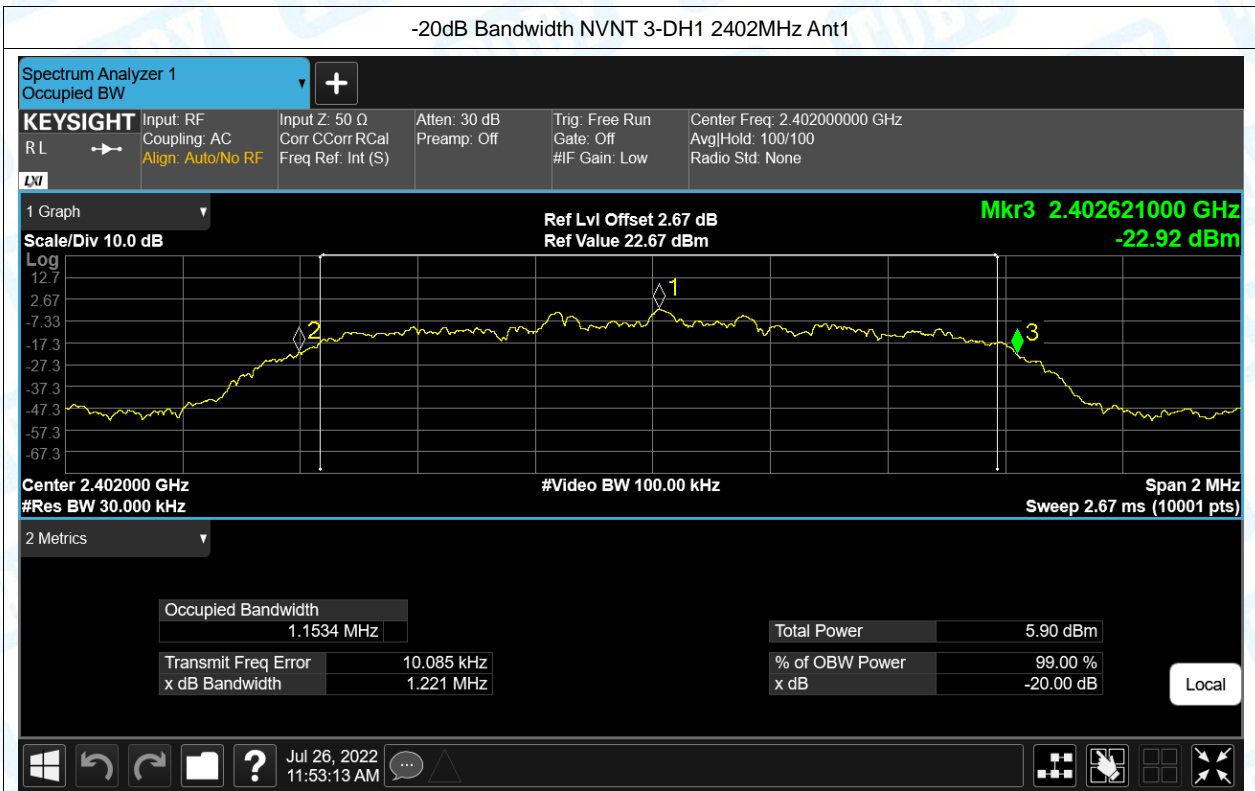 -20dB Bandwidth NVNT 3-DH1 2402MHz Ant1
Spectrum Analyzer 1
Occupied BW
KEYSIGHT
R L
LXI
Input: RF
Coupling: AC
Align: Auto/No RF
Input Z: 50 Ω
Corr CCorr RCal
Freq Ref: Int (S)
Atten: 30 dB
Preamp: Off
Trig: Free Run
Gate: Off
#IF Gain: Low
Center Freq: 2.402000000 GHz
Avg|Hold: 100/100
Radio Std: None
1 Graph
Scale/Div 10.0 dB
Ref Lvl Offset 2.67 dB
Ref Value 22.67 dBm
Mkr3 2.402621000 GHz
-22.92 dBm
Log
12.7
2.67
-7.33
-17.3
-27.3
-37.3
-47.3
-57.3
-67.3
1
2
3
Center 2.402000 GHz
#Video BW 100.00 kHz
Span 2 MHz
#Res BW 30.000 kHz
Sweep 2.67 ms (10001 pts)
2 Metrics
Occupied Bandwidth
1.1534 MHz
Transmit Freq Error 10.085 kHz
x dB Bandwidth 1.221 MHz
Total Power 5.90 dBm
% of OBW Power 99.00 %
x dB -20.00 dB
Local
?
Jul 26, 2022
11:53:13 AM